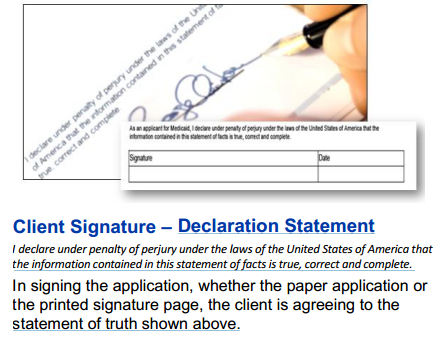 I declare under penalty of perjury under the laws of the Unit
of America that the information contained in this statement of fa
true, correct and complete.
As an applicant for Medicaid, I declare under penalty of perjury under the laws of the United States of America that the
information contained in this statement of facts is true, correct and complete.
Signature Date
Client Signature – Declaration Statement
I declare under penalty of perjury under the laws of the United States of America that
the information contained in this statement of facts is true, correct and complete.
In signing the application, whether the paper application or
the printed signature page, the client is agreeing to the
statement of truth shown above.